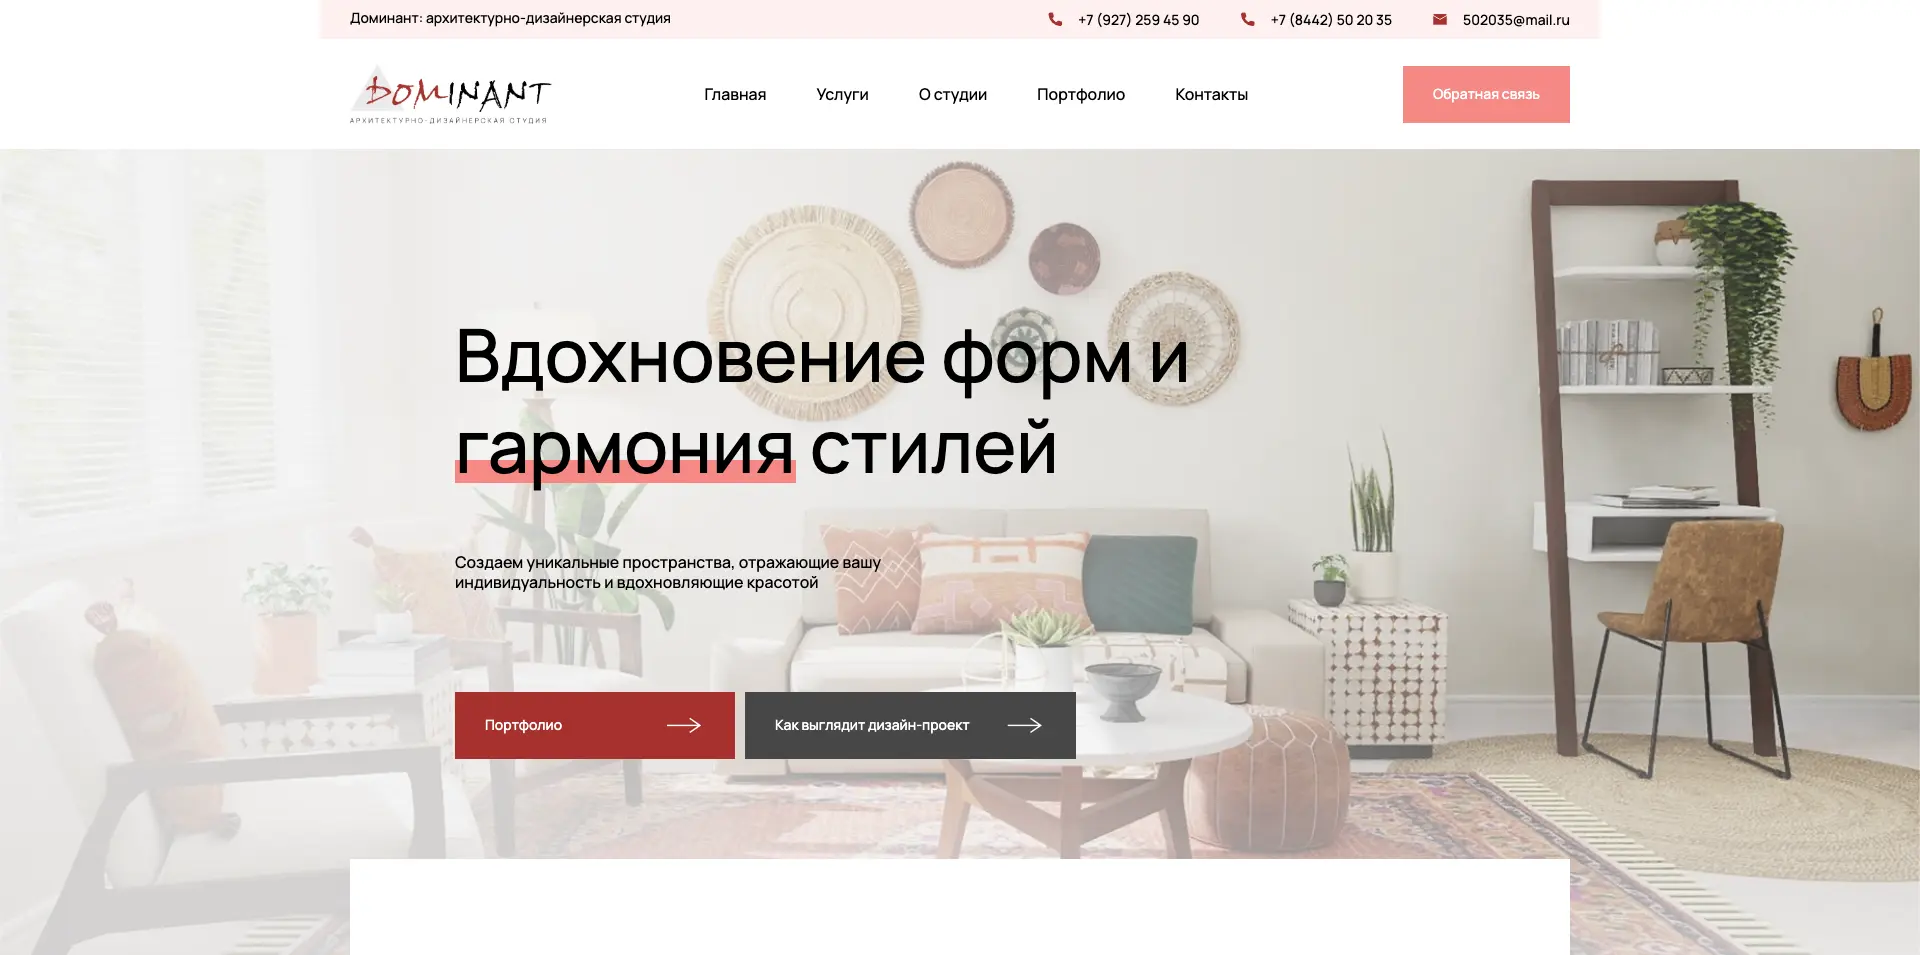 Доминант: архитектурно-дизайнерская студия
+7 (927) 259 45 90
+7 (8442) 50 20 35
502035@mail.ru
ДОМINANT
АРХИТЕКТУРНО-ДИЗАЙНЕРСКАЯ СТУДИЯ
Главная
Услуги
О студии
Портфолио
Контакты
Обратная связь
Вдохновение форм и
гармония стилей
Создаем уникальные пространства, отражающие вашу
индивидуальность и вдохновляющие красотой
Портфолио
Как выглядит дизайн-проект